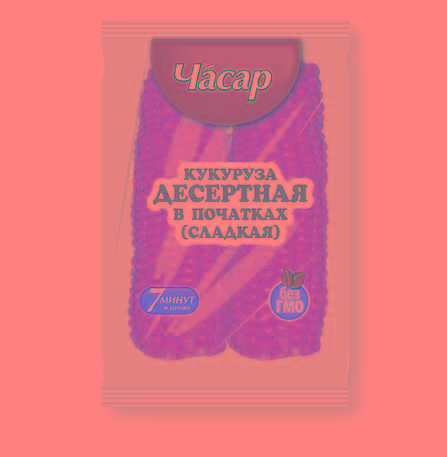 Часар
КУКУРУЗА
ДЕСЕРТНАЯ
В ПОЧАТКАХ
(СЛАДКАЯ)
7 МИНУТ
И ГОТОВО
без
ГМО